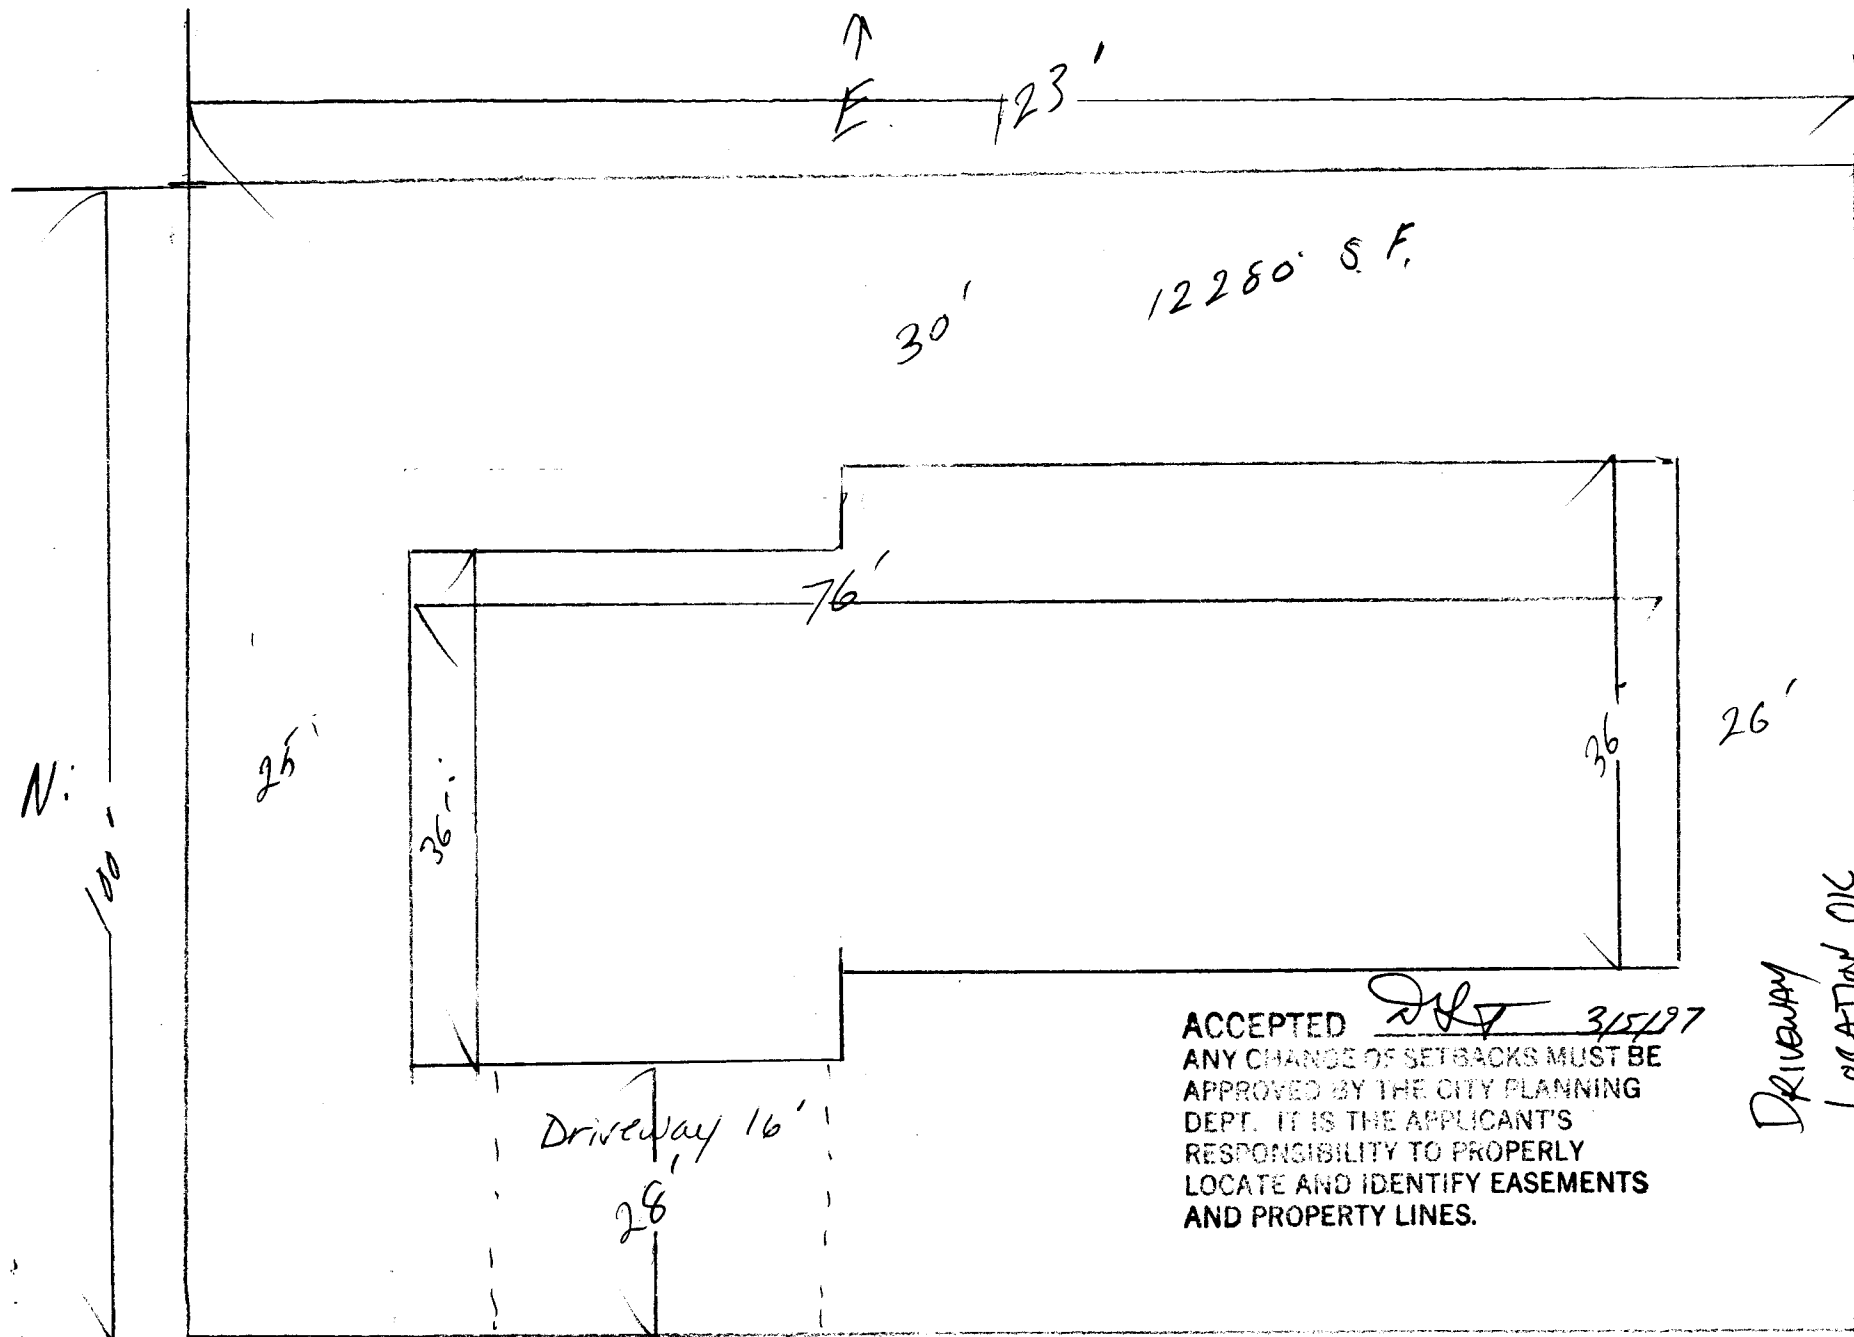 ↑
E
123'
12280 S.F.
30'
76'
25'
36
36
26'
N:
100
Driveway 16'
28'
ACCEPTED DLT 3/5/97
ANY CHANGE OF SETBACKS MUST BE
APPROVED BY THE CITY PLANNING
DEPT. IT IS THE APPLICANT'S
RESPONSIBILITY TO PROPERLY
LOCATE AND IDENTIFY EASEMENTS
AND PROPERTY LINES.
DRIVEWAY
LOCATION OK